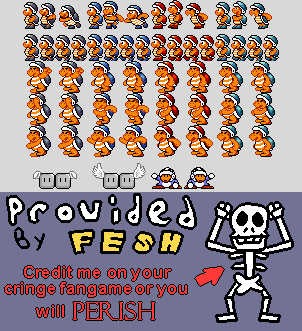 Provided
By FESH
Credit me on your
cringe fangame or you
will PERISH